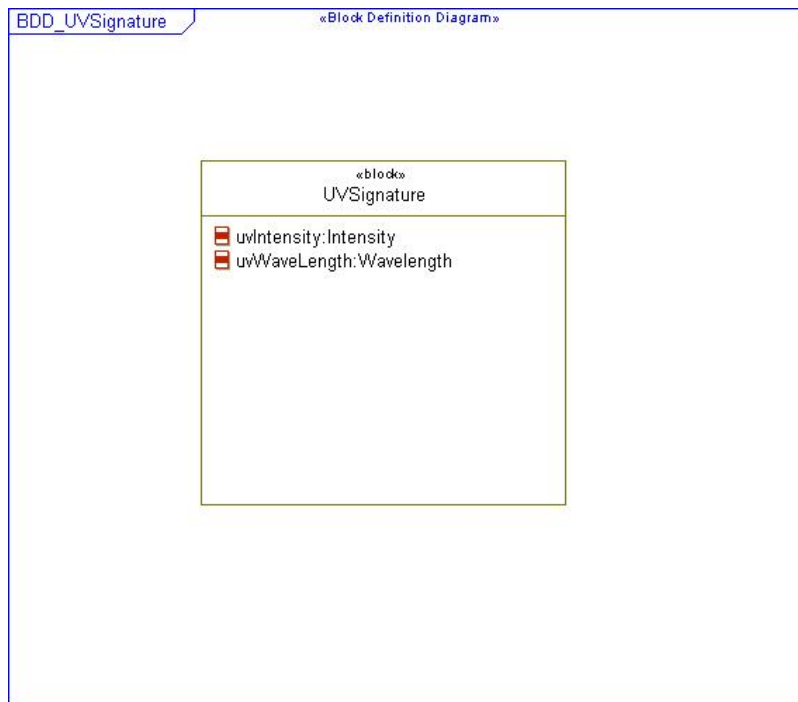 BDD_UVSignature
«Block Definition Diagram»
«block»
UVSignature
uvIntensity:Intensity
uvWaveLength:Wavelength